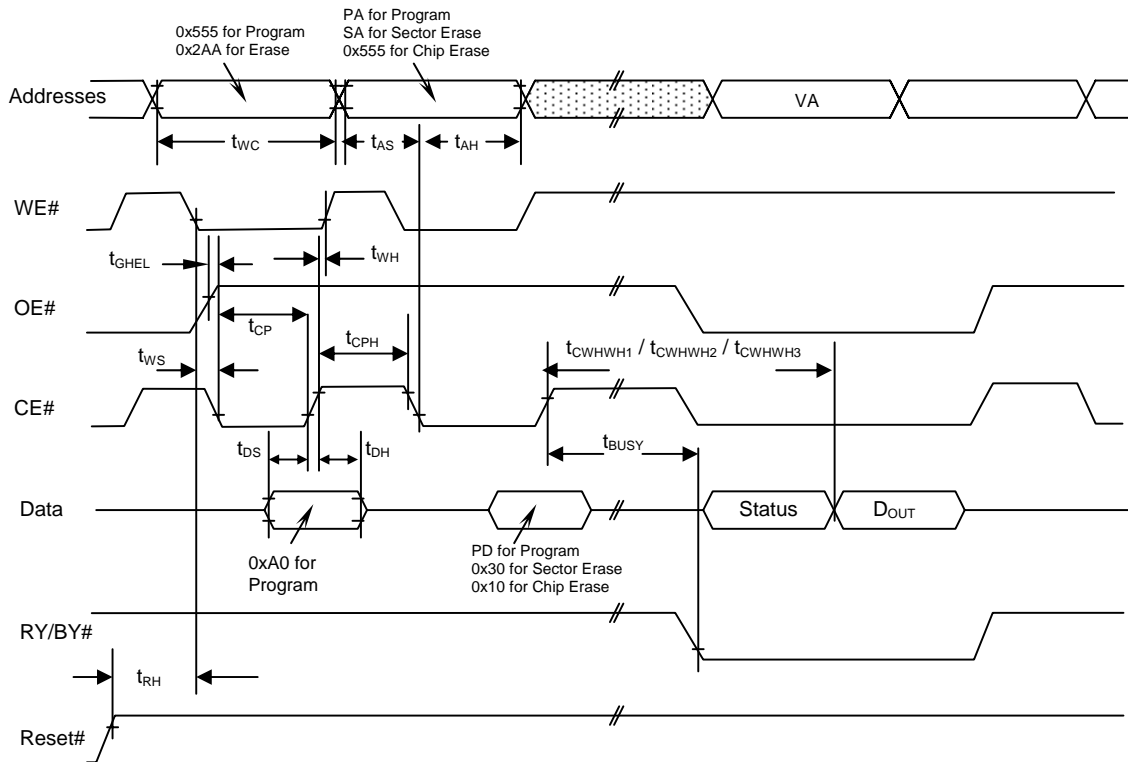 0x555 for Program
0x2AA for Erase
PA for Program
SA for Sector Erase
0x555 for Chip Erase
Addresses
VA
tWC
tAS
tAH
WE#
tGHEL
tWH
OE#
tCP
tCPH
tWS
tCWHWH1 / tCWHWH2 / tCWHWH3
CE#
tDS
tDH
tBUSY
Data
Status
DOUT
0xA0 for
Program
PD for Program
0x30 for Sector Erase
0x10 for Chip Erase
RY/BY#
tRH
Reset#